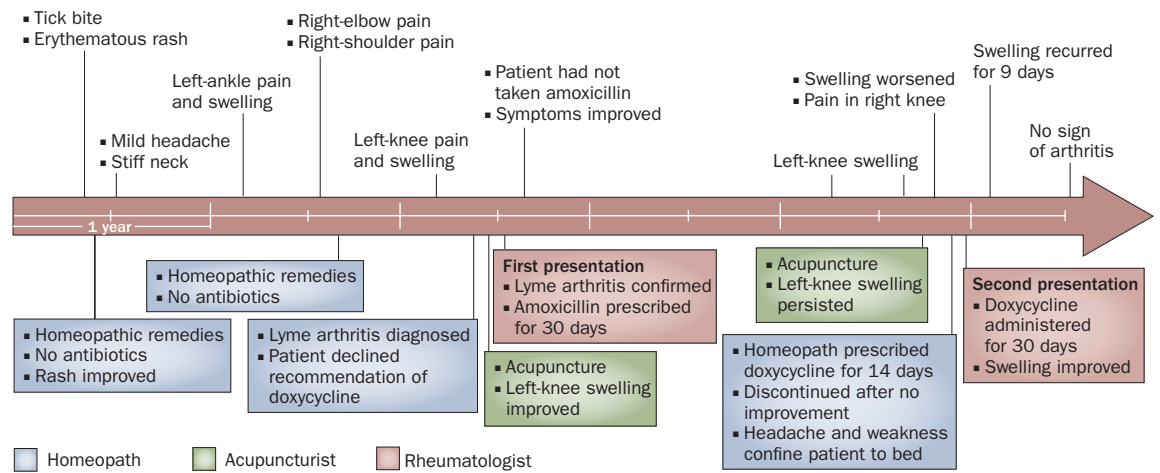 ▪ Tick bite
▪ Erythematous rash
▪ Mild headache
▪ Stiff neck
Left-ankle pain
and swelling
▪ Right-elbow pain
▪ Right-shoulder pain
Left-knee pain
and swelling
▪ Patient had not
taken amoxicillin
▪ Symptoms improved
Left-knee swelling
▪ Swelling worsened
▪ Pain in right knee
Swelling recurred
for 9 days
No sign
of arthritis
1 year
▪ Homeopathic remedies
▪ No antibiotics
▪ Rash improved
▪ Homeopathic remedies
▪ No antibiotics
▪ Lyme arthritis diagnosed
▪ Patient declined
recommendation of
doxycycline
▪ Acupuncture
▪ Left-knee swelling
improved
First presentation
▪ Lyme arthritis confirmed
▪ Amoxicillin prescribed
for 30 days
▪ Acupuncture
▪ Left-knee swelling
persisted
▪ Homeopath prescribed
doxycycline for 14 days
▪ Discontinued after no
improvement
▪ Headache and weakness
confine patient to bed
Second presentation
▪ Doxycycline
administered
for 30 days
▪ Swelling improved
Homeopath
Acupuncturist
Rheumatologist